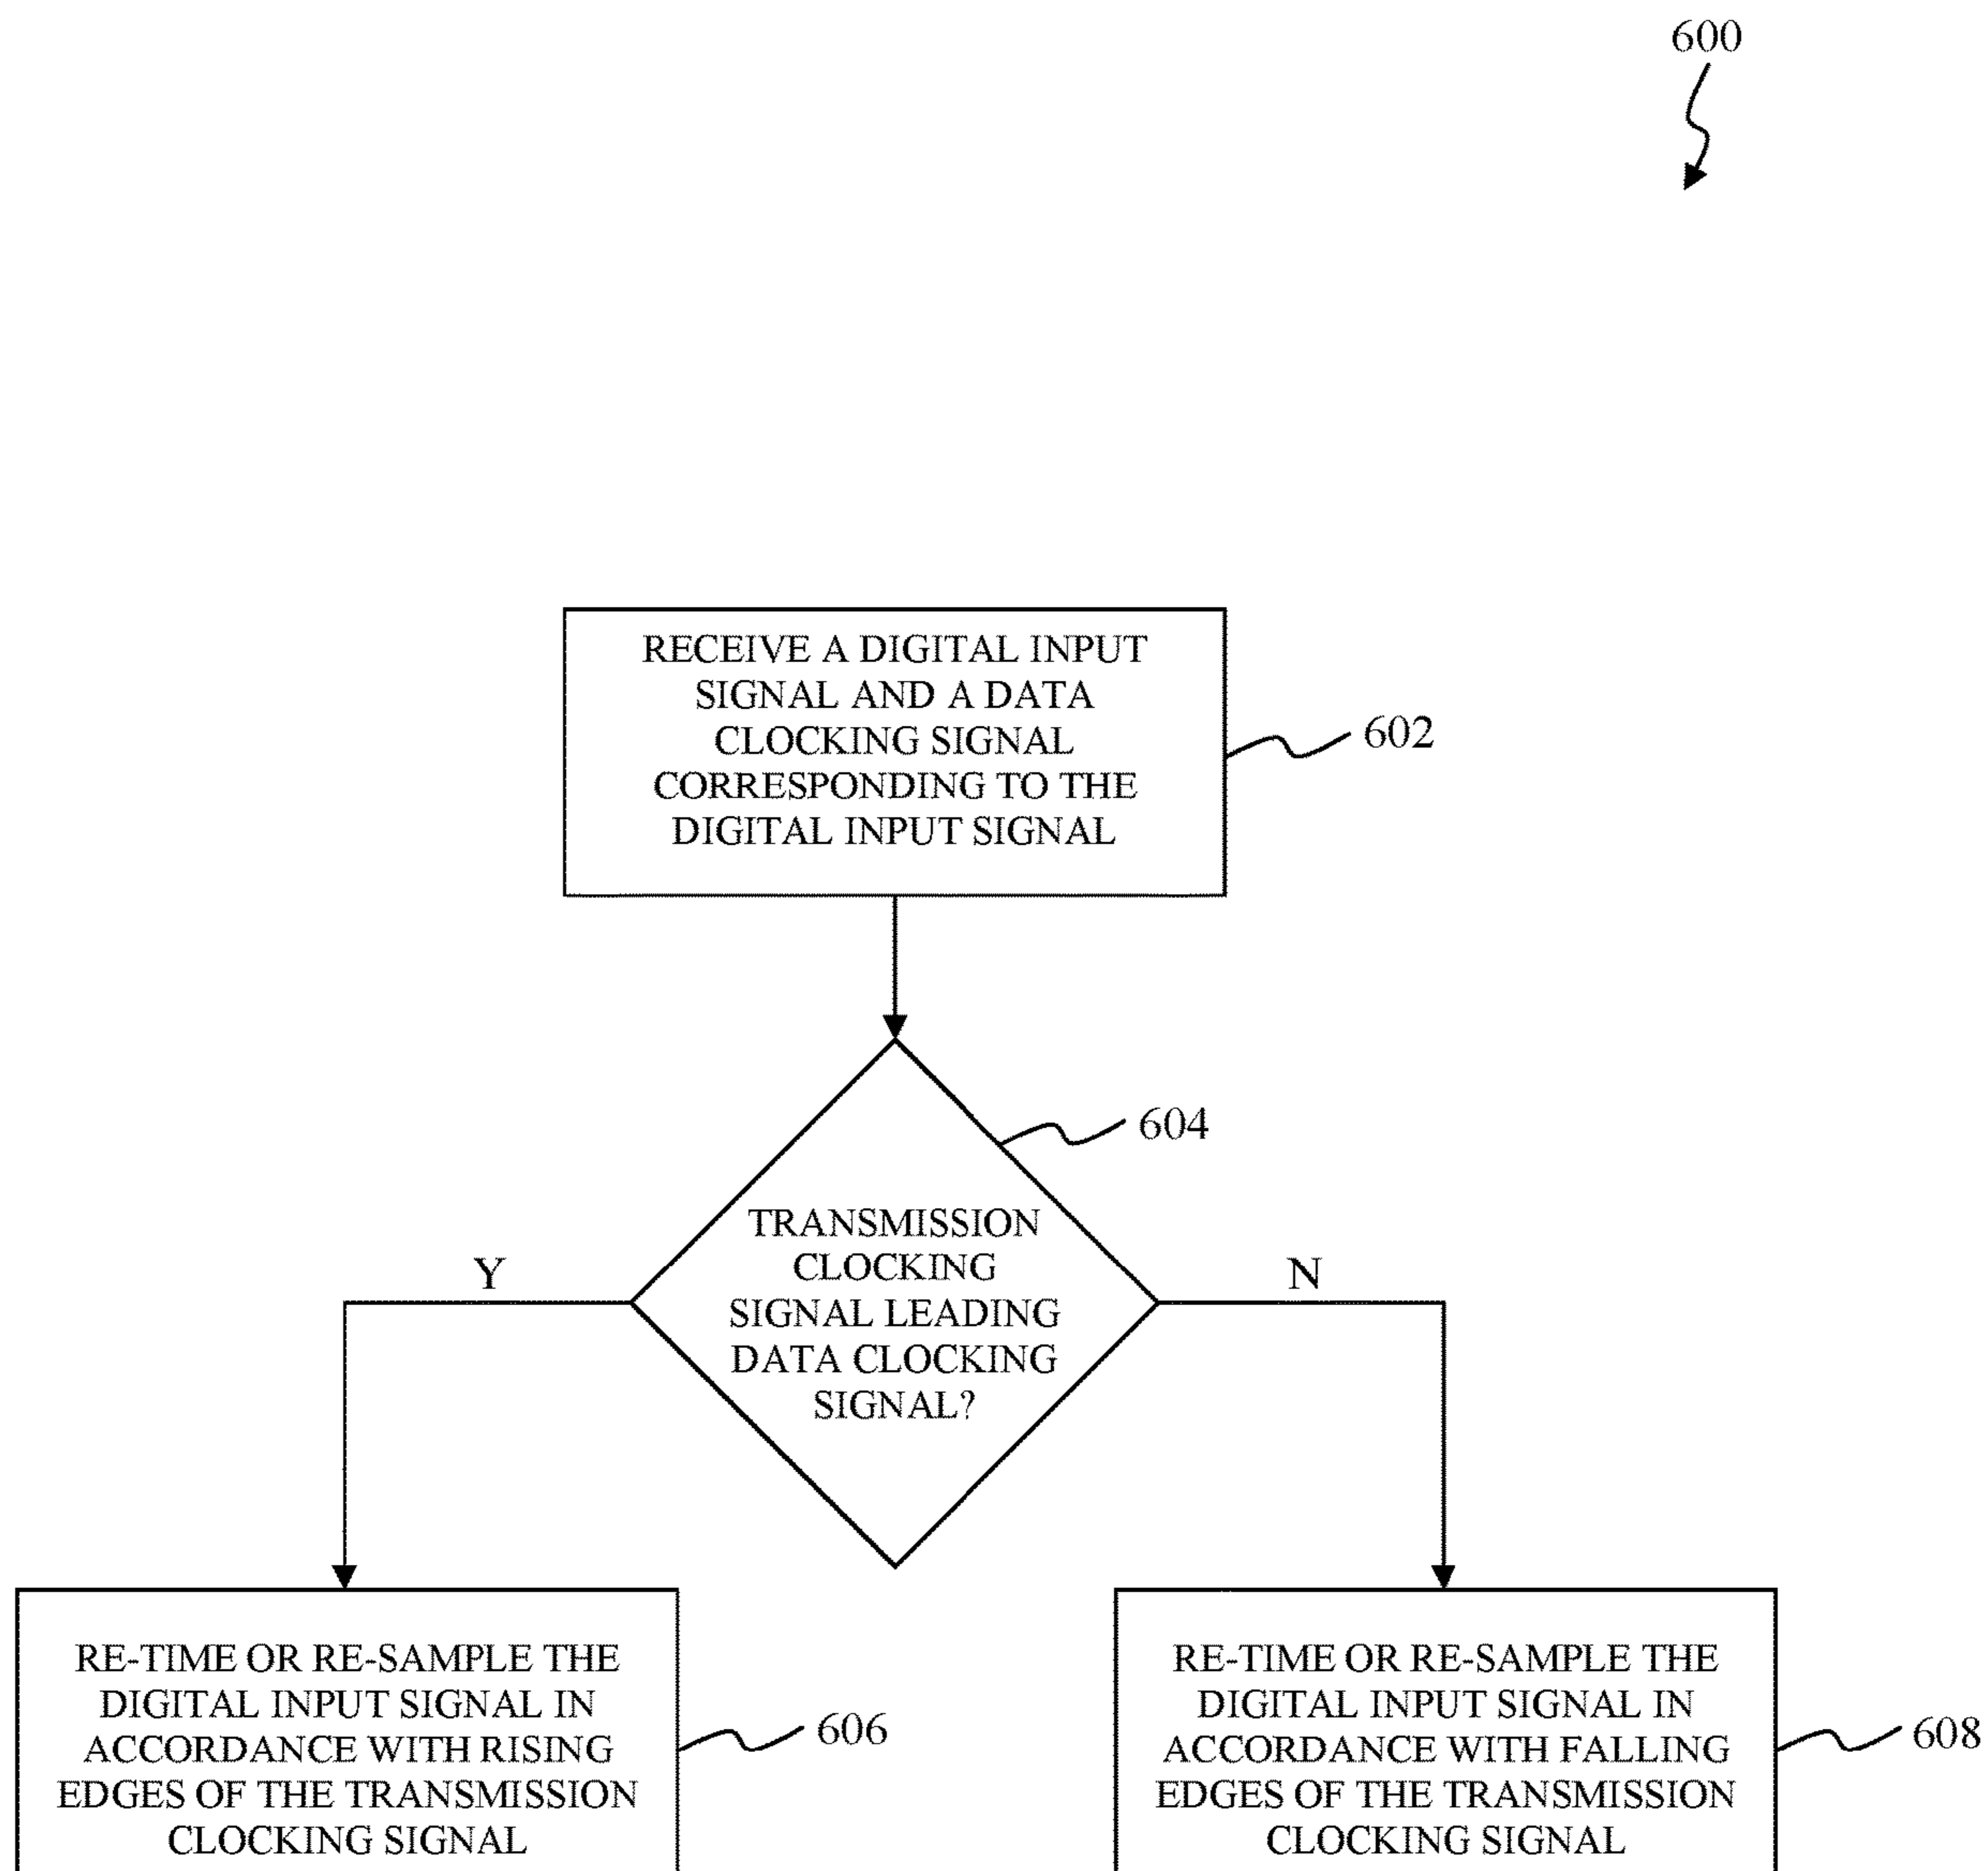 600
RECEIVE A DIGITAL INPUT
SIGNAL AND A DATA
CLOCKING SIGNAL
CORRESPONDING TO THE
DIGITAL INPUT SIGNAL
602
604
TRANSMISSION
CLOCKING
SIGNAL LEADING
DATA CLOCKING
SIGNAL?
Y
N
RE-TIME OR RE-SAMPLE THE
DIGITAL INPUT SIGNAL IN
ACCORDANCE WITH RISING
EDGES OF THE TRANSMISSION
CLOCKING SIGNAL
606
RE-TIME OR RE-SAMPLE THE
DIGITAL INPUT SIGNAL IN
ACCORDANCE WITH FALLING
EDGES OF THE TRANSMISSION
CLOCKING SIGNAL
608